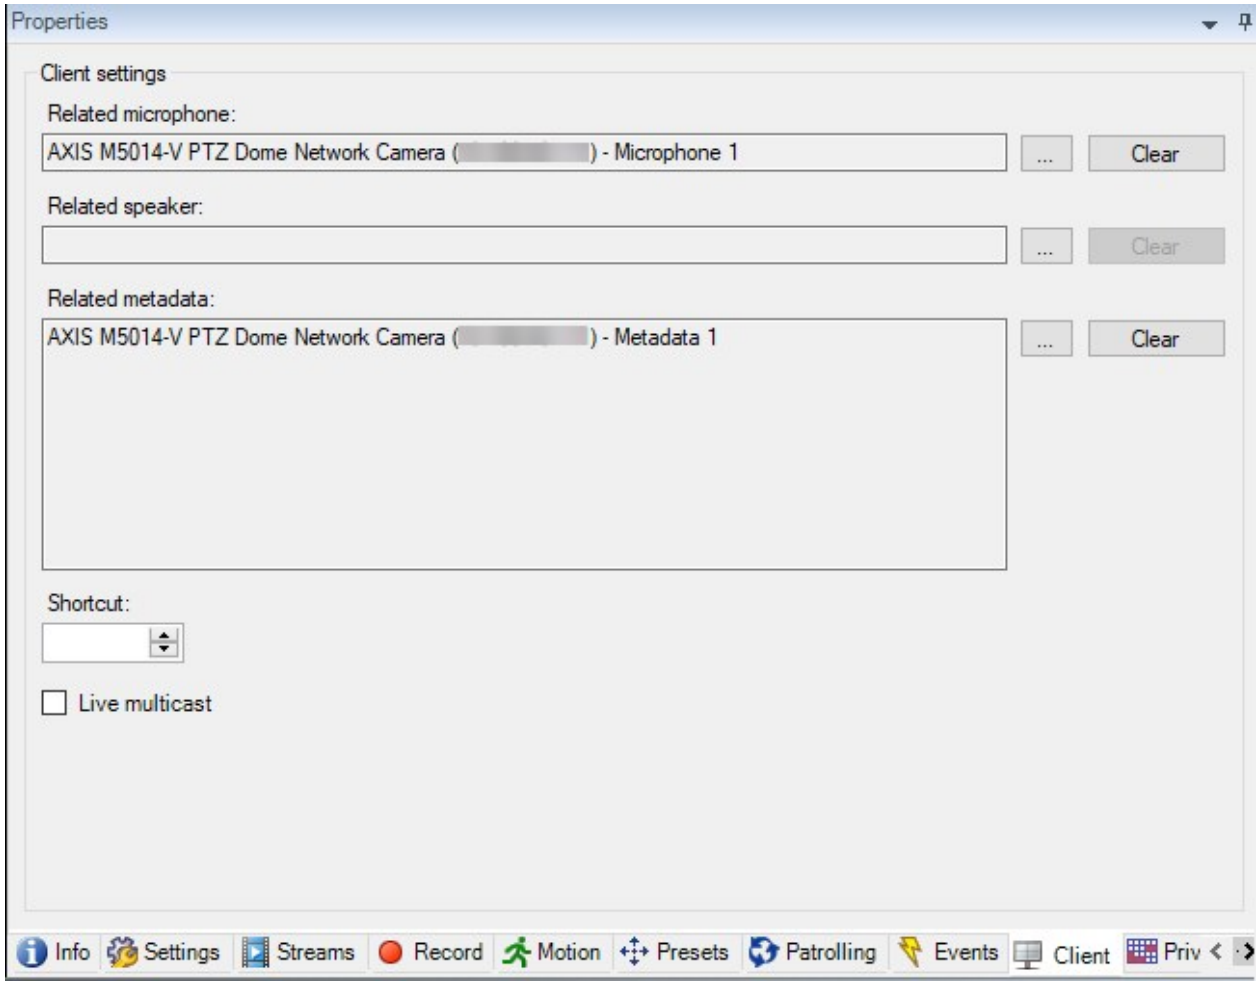 Properties
Client settings
Related microphone:
AXIS M5014-V PTZ Dome Network Camera ( ) - Microphone 1 ... Clear
Related speaker:
... Clear
Related metadata:
AXIS M5014-V PTZ Dome Network Camera ( ) - Metadata 1 ... Clear
Shortcut:
Live multicast
Info Settings Streams Record Motion Presets Patrolling Events Client Priv